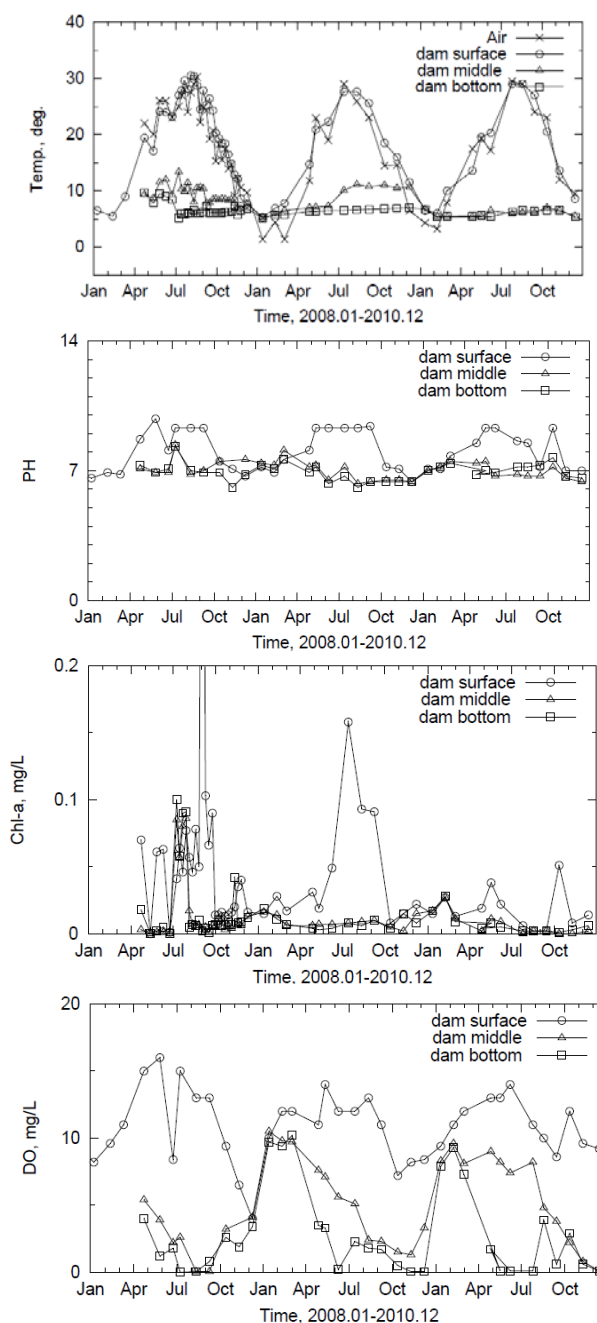 Air
dam surface
dam middle
dam bottom
40
30
20
10
0
Temp., deg.
Jan Apr Jul Oct Jan Apr Jul Oct Jan Apr Jul Oct
Time, 2008.01-2010.12
14
7
0
PH
dam surface
dam middle
dam bottom
Jan Apr Jul Oct Jan Apr Jul Oct Jan Apr Jul Oct
Time, 2008.01-2010.12
0.2
0.1
0
Chl-a, mg/L
dam surface
dam middle
dam bottom
Jan Apr Jul Oct Jan Apr Jul Oct Jan Apr Jul Oct
Time, 2008.01-2010.12
20
10
0
DO, mg/L
dam surface
dam middle
dam bottom
Jan Apr Jul Oct Jan Apr Jul Oct Jan Apr Jul Oct
Time, 2008.01-2010.12